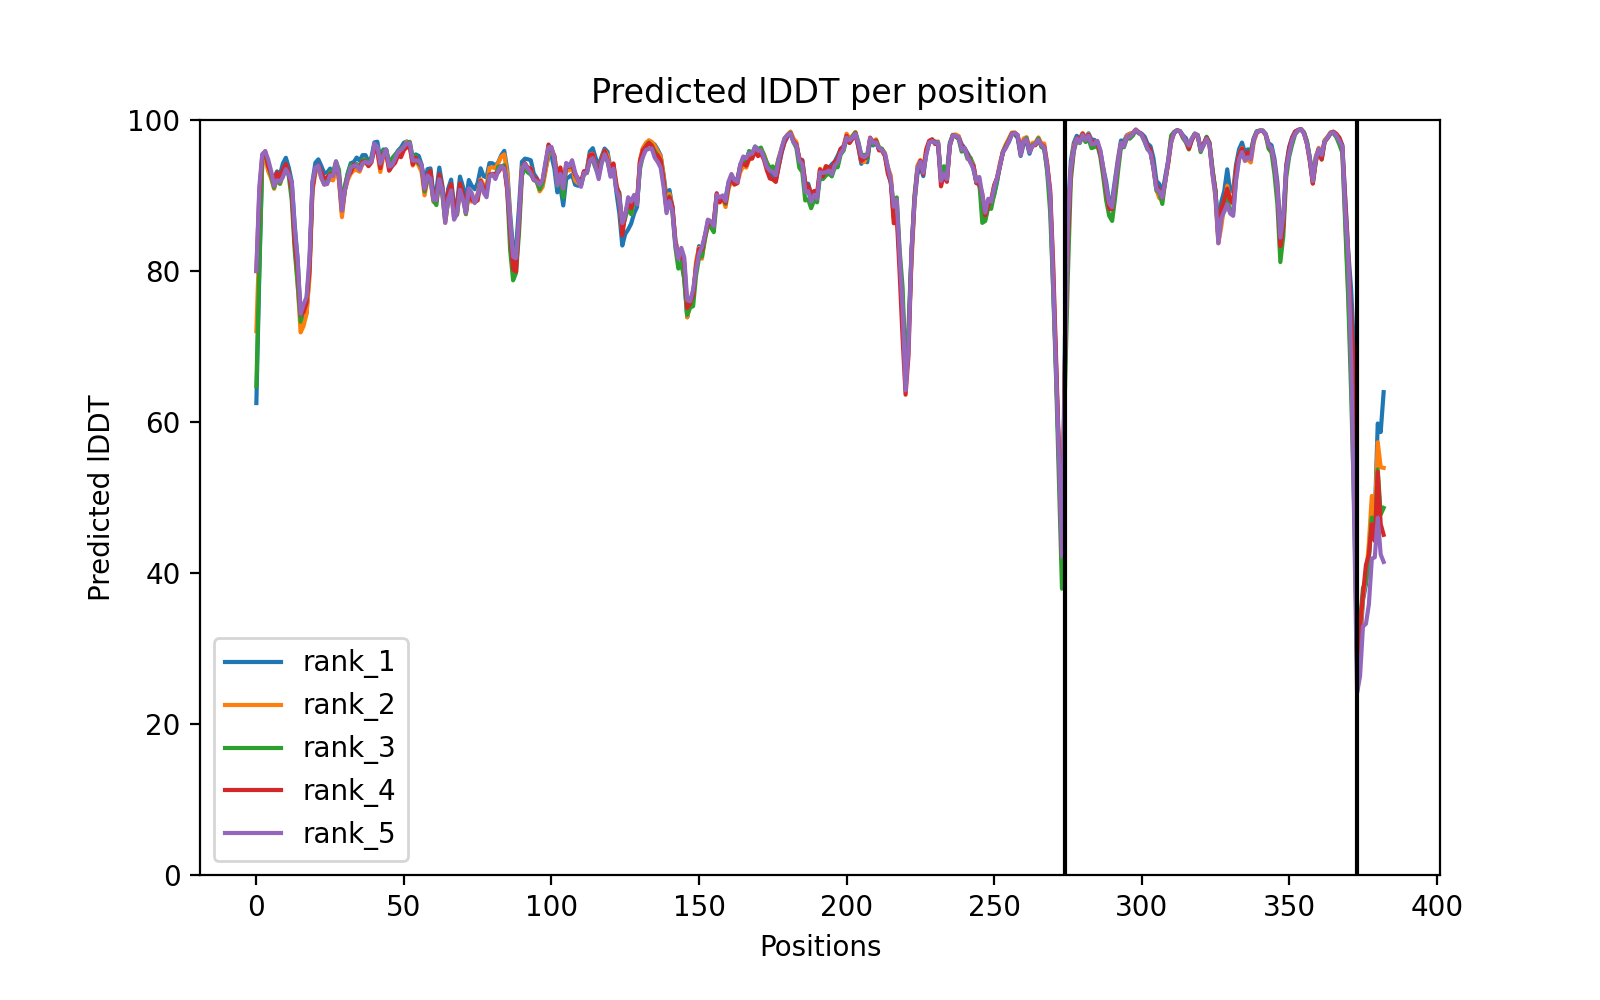 Predicted lDDT per position
100
80
60
40
20
0
Predicted lDDT
rank_1
rank_2
rank_3
rank_4
rank_5
0 50 100 150 200 250 300 350 400
Positions